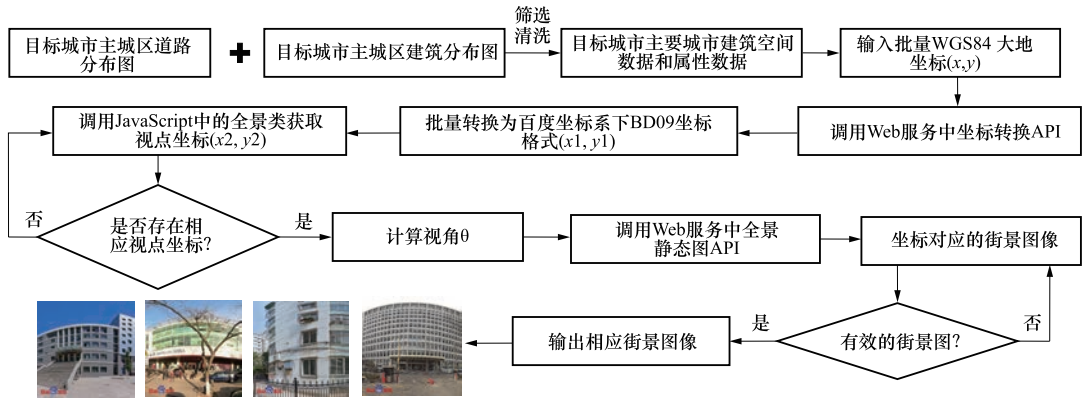 目标城市主城区道路
分布图
+
目标城市主城区建筑分布图
筛选
清洗
目标城市主要城市建筑空间
数据和属性数据
输入批量WGS84 大地
坐标(x,y)
调用Web服务中坐标转换API
批量转换为百度坐标系下BD09坐标
格式(x1, y1)
调用JavaScript中的全景类获取
视点坐标(x2, y2)
否
是否存在相
应视点坐标?
是
计算视角θ
调用Web服务中全景
静态图API
坐标对应的街景图像
有效的街景图?
否
是
输出相应街景图像